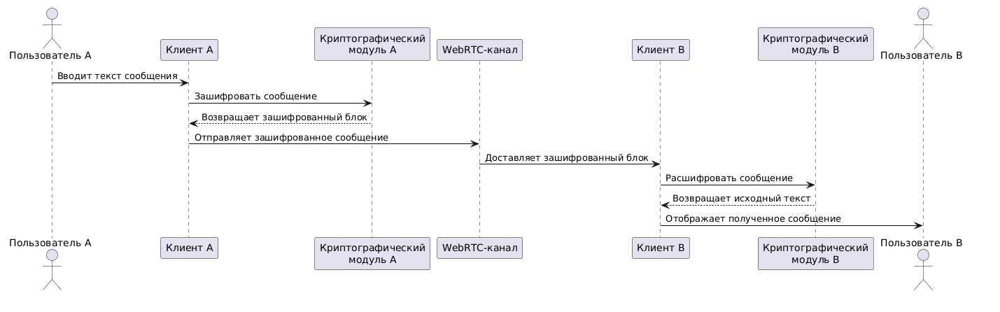 Пользователь A
Клиент A
Криптографический
модуль A
WebRTC-канал
Клиент B
Криптографический
модуль B
Пользователь B
Вводит текст сообщения
Зашифровать сообщение
Возвращает зашифрованный блок
Отправляет зашифрованное сообщение
Доставляет зашифрованный блок
Расшифровать сообщение
Возвращает исходный текст
Отображает полученное сообщение
Пользователь A
Клиент A
Криптографический
модуль A
WebRTC-канал
Клиент B
Криптографический
модуль B
Пользователь B